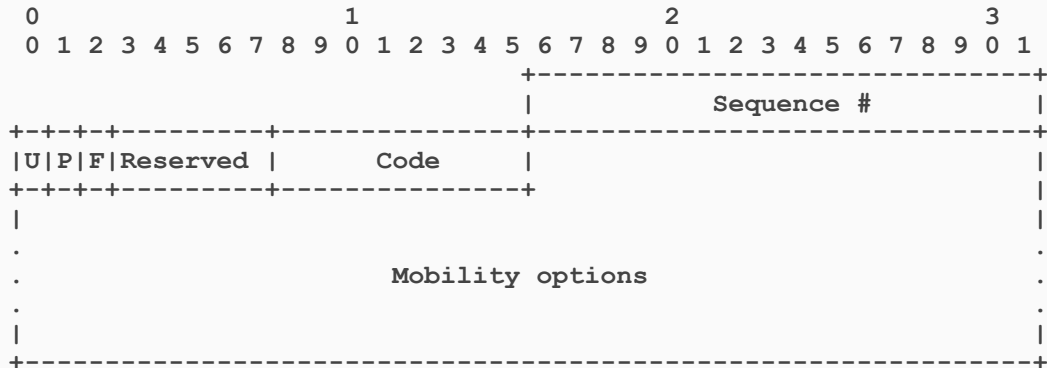 0                   1                   2                   3
 0 1 2 3 4 5 6 7 8 9 0 1 2 3 4 5 6 7 8 9 0 1 2 3 4 5 6 7 8 9 0 1
                                +-------------------------------+
                                |          Sequence #           |
+-+-+-+---------+---------------+-------------------------------+
|U|P|F|Reserved |      Code     |                               |
+-+-+-+---------+---------------+                               |
|                                                               |
.                                                               .
.                       Mobility options                        .
.                                                               .
|                                                               |
+---------------------------------------------------------------+